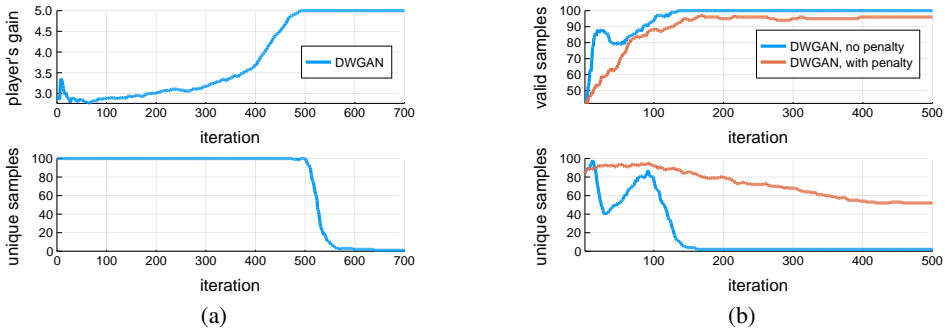 player's gain
5.0
4.5
4.0
3.5
3.0
DWGAN
0 100 200 300 400 500 600 700
iteration
unique samples
100
80
60
40
20
0
0 100 200 300 400 500 600 700
iteration
(a)
valid samples
100
90
80
70
60
50
DWGAN, no penalty
DWGAN, with penalty
100 200 300 400 500
iteration
unique samples
100
80
60
40
20
0
100 200 300 400 500
iteration
(b)